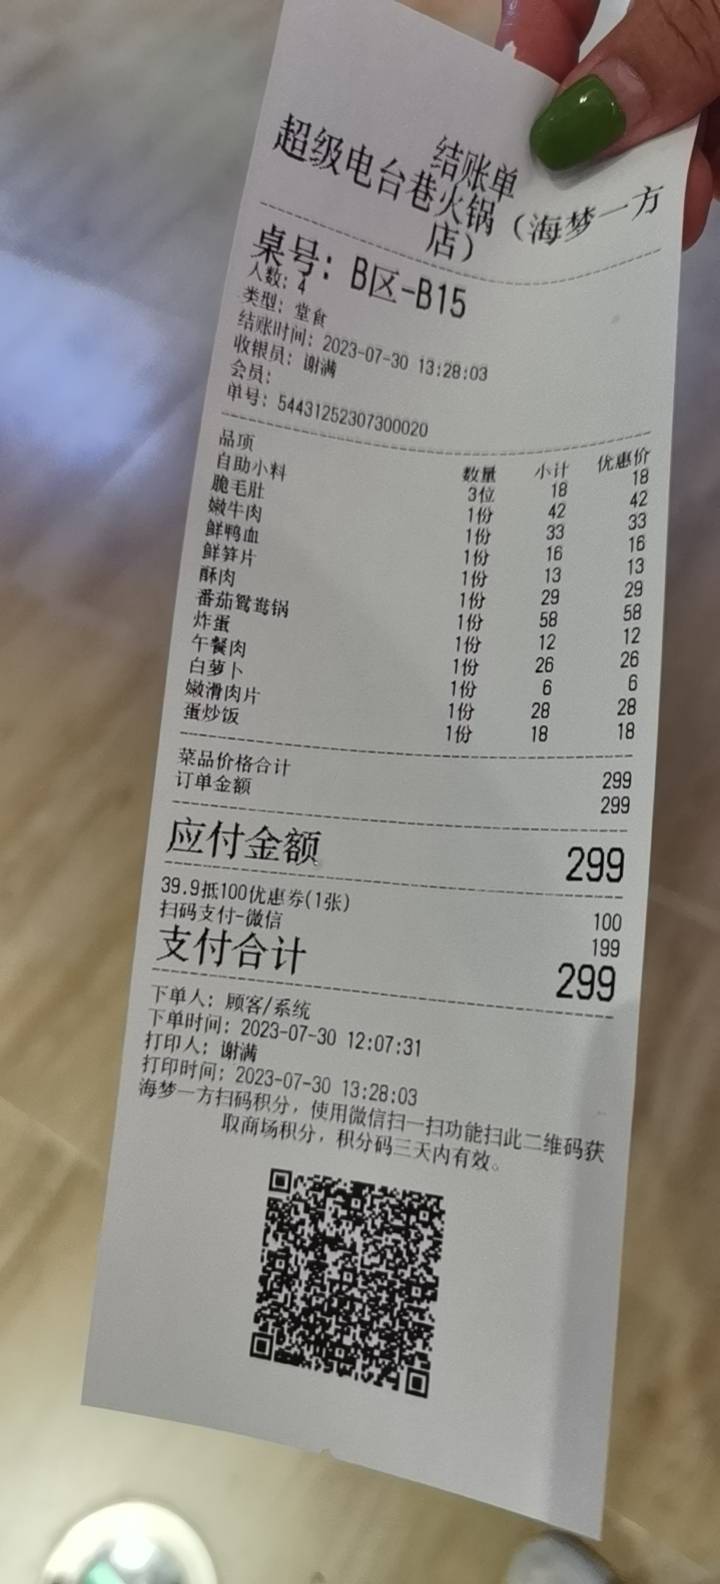 结账单
超级电台巷火锅（海梦一方
店）
桌号：B区-B15
人数：4
类型：堂食
结账时间：2023-07-30 13:28:03
收银员：谢满
会员：
单号：54431252307300020
品项 数量 小计 优惠价
自助小料 3位 18 18
脆毛肚 1份 42 42
嫩牛肉 1份 33 33
鲜鸭血 1份 16 16
鲜笋片 1份 13 13
酥肉 1份 29 29
番茄鸳鸯锅 1份 58 58
炸蛋 1份 12 12
午餐肉 1份 26 26
白萝卜 1份 6 6
嫩滑肉片 1份 28 28
蛋炒饭 1份 18 18
菜品价格合计 299
订单金额 299
应付金额 299
39.9抵100优惠券(1张) 100
扫码支付-微信 199
支付合计 299
下单人：顾客/系统
下单时间：2023-07-30 12:07:31
打印人：谢满
打印时间：2023-07-30 13:28:03
海梦一方扫码积分，使用微信扫一扫功能扫此二维码获
取商场积分，积分码三天内有效。